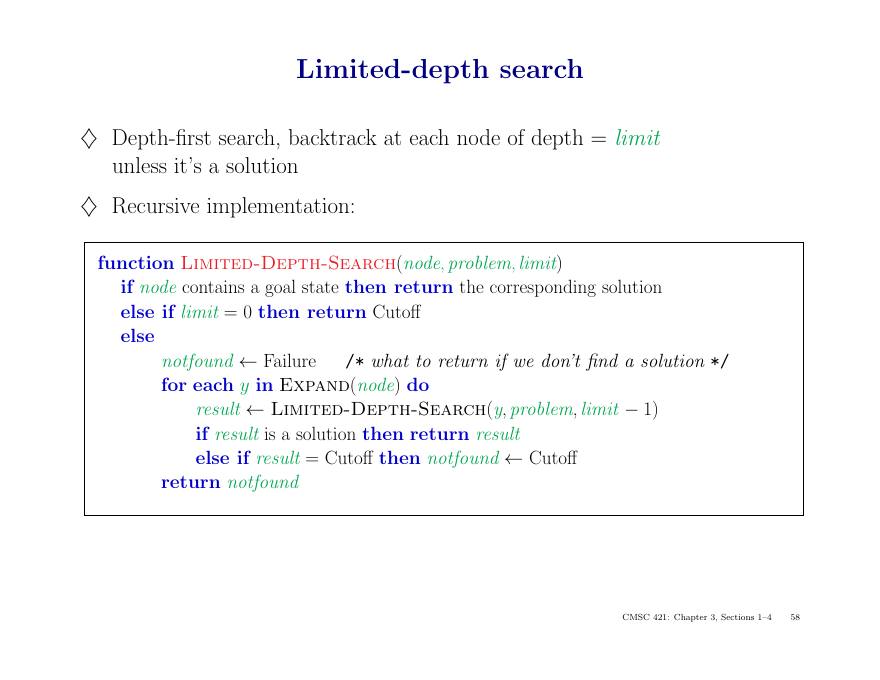 Limited-depth search
♢ Depth-first search, backtrack at each node of depth = limit
unless it's a solution
♢ Recursive implementation:
function Limited-Depth-Search(node, problem, limit)
if node contains a goal state then return the corresponding solution
else if limit = 0 then return Cutoff
else
notfound ← Failure /* what to return if we don't find a solution */
for each y in Expand(node) do
result ← Limited-Depth-Search(y, problem, limit − 1)
if result is a solution then return result
else if result = Cutoff then notfound ← Cutoff
return notfound
CMSC 421: Chapter 3, Sections 1–4 58